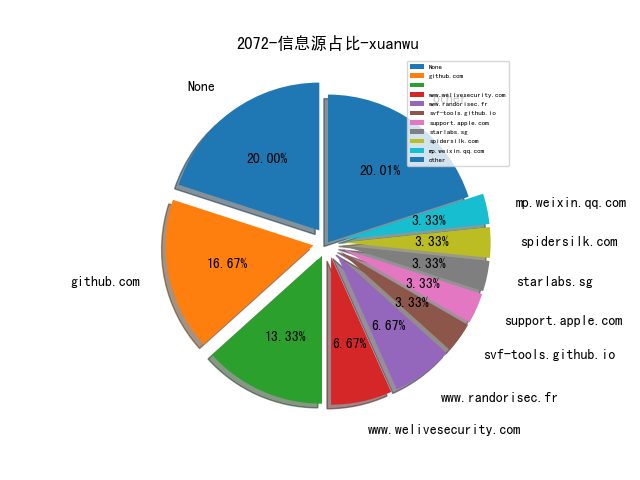 2072-信息源占比-xuanwu
None
github.com
www.welivesecurity.com
www.randorisec.fr
svf-tools.github.io
support.apple.com
starlabs.sg
spidersilk.com
mp.weixin.qq.com
other
other
None
20.00%
20.01%
mp.weixin.qq.com
3.33%
spidersilk.com
3.33%
starlabs.sg
3.33%
github.com
16.67%
support.apple.com
3.33%
svf-tools.github.io
3.33%
13.33%
www.randorisec.fr
6.67%
www.welivesecurity.com
6.67%